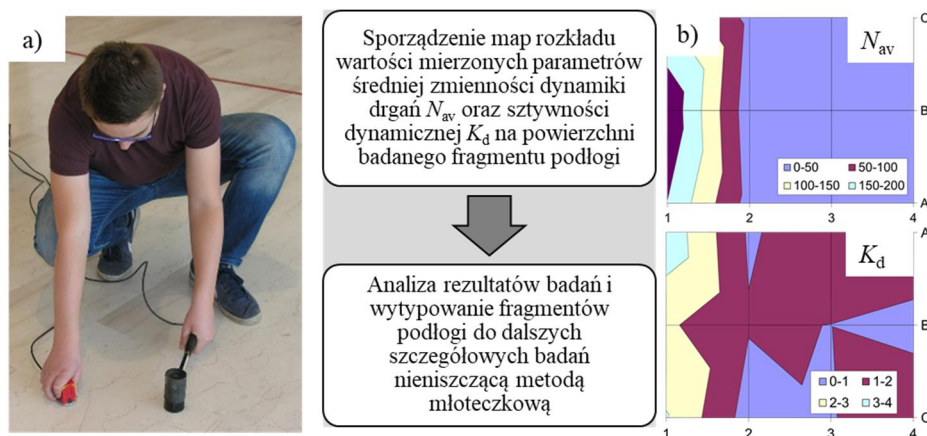 a)
Sporządzenie map rozkładu
wartości mierzonych parametrów
średniej zmienności dynamiki
drgań Nav oraz sztywności
dynamicznej Kd na powierzchni
badanego fragmentu podłogi
Analiza rezultatów badań i
wytypowanie fragmentów
podłogi do dalszych
szczegółowych badań
nieniszczącą metodą
młoteczkową
b)
Nav
C
B
A
0-50 50-100
100-150 150-200
1 2 3 4
Kd
A
B
C
0-1 1-2
2-3 3-4
1 2 3 4